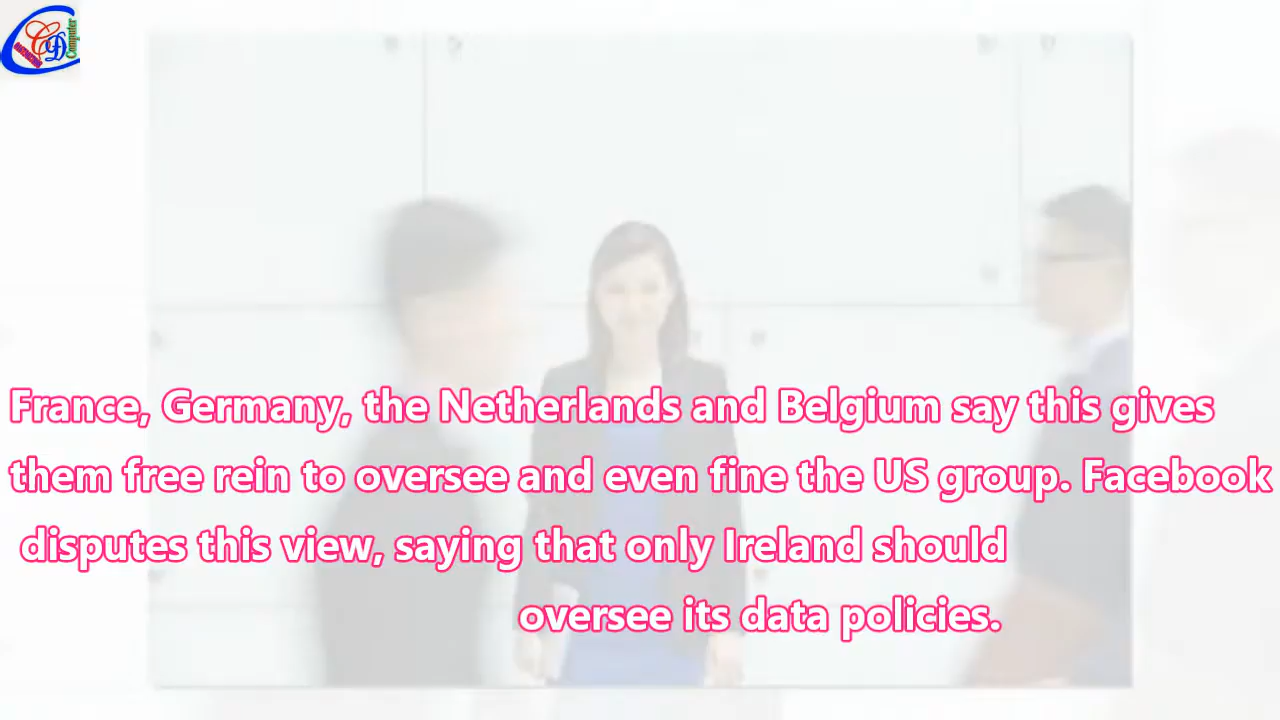 Computer
France, Germany, the Netherlands and Belgium say this gives
them free rein to oversee and even fine the US group. Facebook
disputes this view, saying that only Ireland should
oversee its data policies.